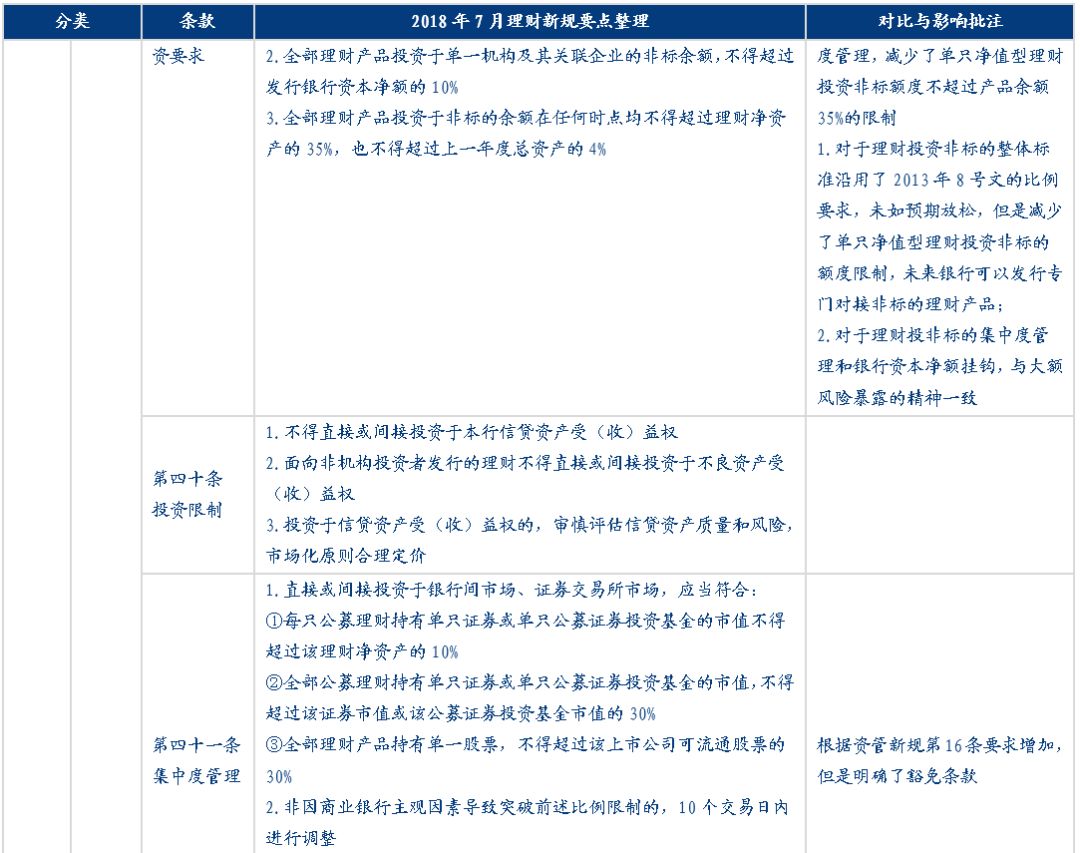 分类 条款 2018年7月理财新规要点整理 对比与影响批注
资要求
2.全部理财产品投资于单一机构及其关联企业的非标余额,不得超过
发行银行资本净额的10%
3.全部理财产品投资于非标的余额在任何时点均不得超过理财净资
产的35%，也不得超过上一年度总资产的4%
度管理，减少了单只净值型理财
投资非标额度不超过产品余额
35%的限制
1.对于理财投资非标的整体标
准沿用了2013年8号文的比例
要求，未如预期放松，但是减少
了单只净值型理财投资非标的
额度限制，未来银行可以发行专
门对接非标的理财产品；
2.对于理财投非标的集中度管
理和银行资本净额挂钩，与大额
风险暴露的精神一致
第四十条
投资限制
1.不得直接或间接投资于本行信贷资产受（收）益权
2.面向非机构投资者发行的理财不得直接或间接投资于不良资产受
（收）益权
3.投资于信贷资产受（收）益权的，审慎评估信贷资产质量和风险，
市场化原则合理定价
第四十一条
集中度管理
1.直接或间接投资于银行间市场、证券交易所市场，应当符合：
①每只公募理财持有单只证券或单只公募证券投资基金的市值不得
超过该理财净资产的10%
②全部公募理财持有单只证券或单只公募证券投资基金的市值,不得
超过该证券市值或该公募证券投资基金市值的30%
③全部理财产品持有单一股票，不得超过该上市公司可流通股票的
30%
2.非因商业银行主观因素导致突破前述比例限制的，10个交易日内
进行调整
根据资管新规第16条要求增加，
但是明确了豁免条款